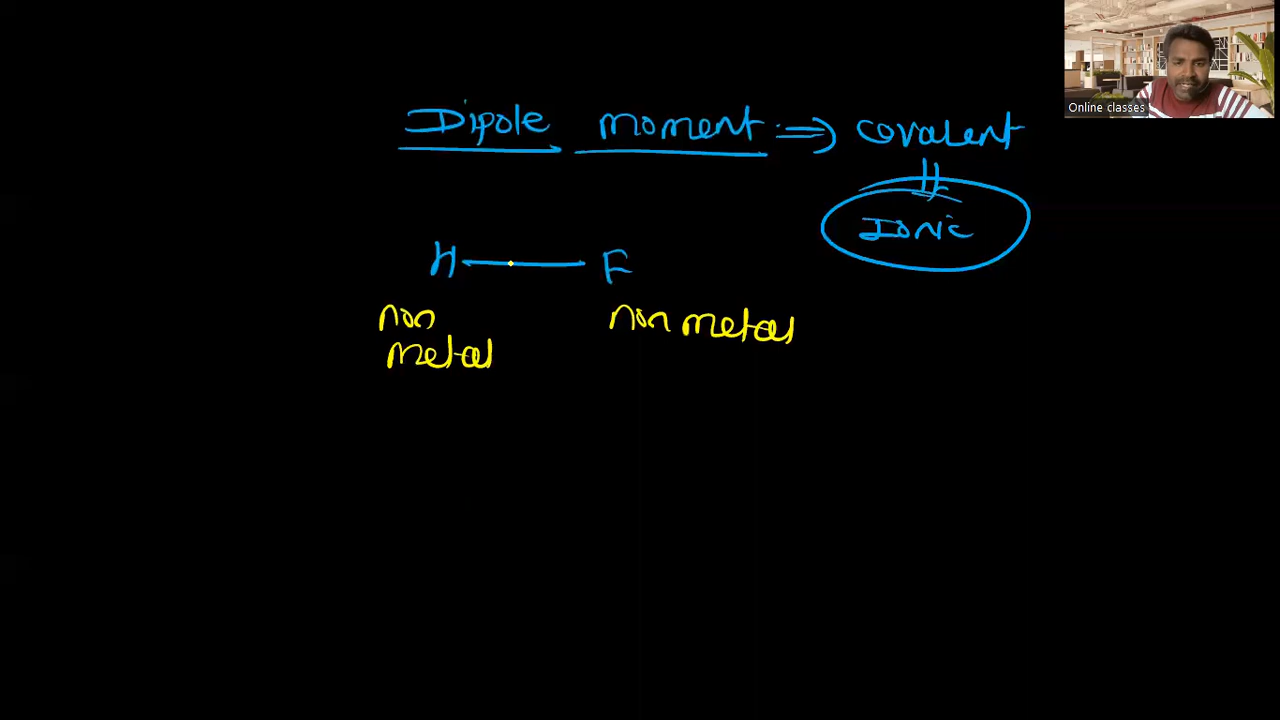 Online classes
Dipole moment ⇒ covalent
Ionic
H — F
non
metal
non metal